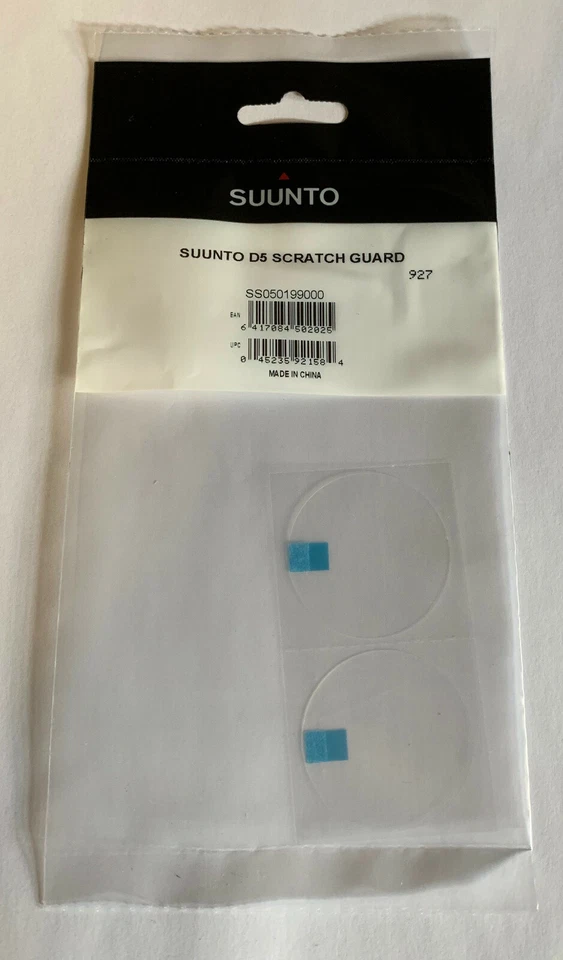 SUUNTO
SUUNTO D5 SCRATCH GUARD
927
SS050199000
EAN
6 417084 502025
UPC
0 45235 92158 4
MADE IN CHINA